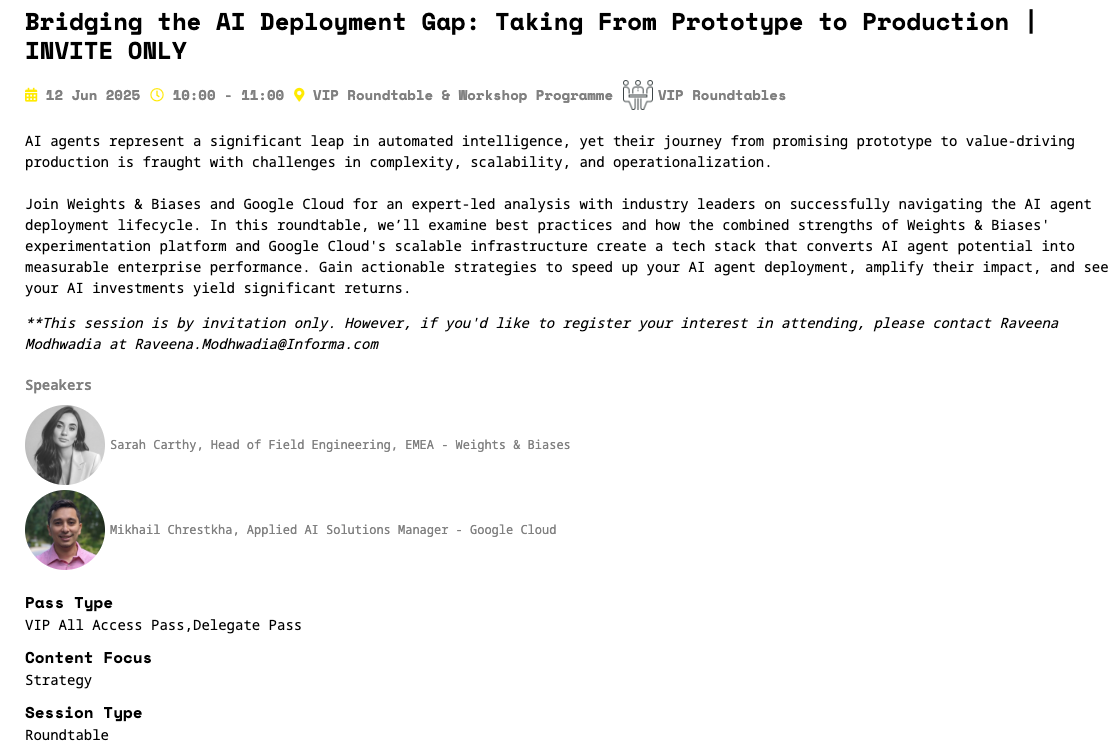 Bridging the AI Deployment Gap: Taking From Prototype to Production |
INVITE ONLY
12 Jun 2025 10:00 - 11:00 VIP Roundtable & Workshop Programme VIP Roundtables
AI agents represent a significant leap in automated intelligence, yet their journey from promising prototype to value-driving
production is fraught with challenges in complexity, scalability, and operationalization.
Join Weights & Biases and Google Cloud for an expert-led analysis with industry leaders on successfully navigating the AI agent
deployment lifecycle. In this roundtable, we’ll examine best practices and how the combined strengths of Weights & Biases'
experimentation platform and Google Cloud's scalable infrastructure create a tech stack that converts AI agent potential into
measurable enterprise performance. Gain actionable strategies to speed up your AI agent deployment, amplify their impact, and see
your AI investments yield significant returns.
**This session is by invitation only. However, if you'd like to register your interest in attending, please contact Raveena
Modhwadia at Raveena.Modhwadia@Informa.com
Speakers
Sarah Carthy, Head of Field Engineering, EMEA - Weights & Biases
Mikhail Chrestkha, Applied AI Solutions Manager - Google Cloud
Pass Type
VIP All Access Pass,Delegate Pass
Content Focus
Strategy
Session Type
Roundtable